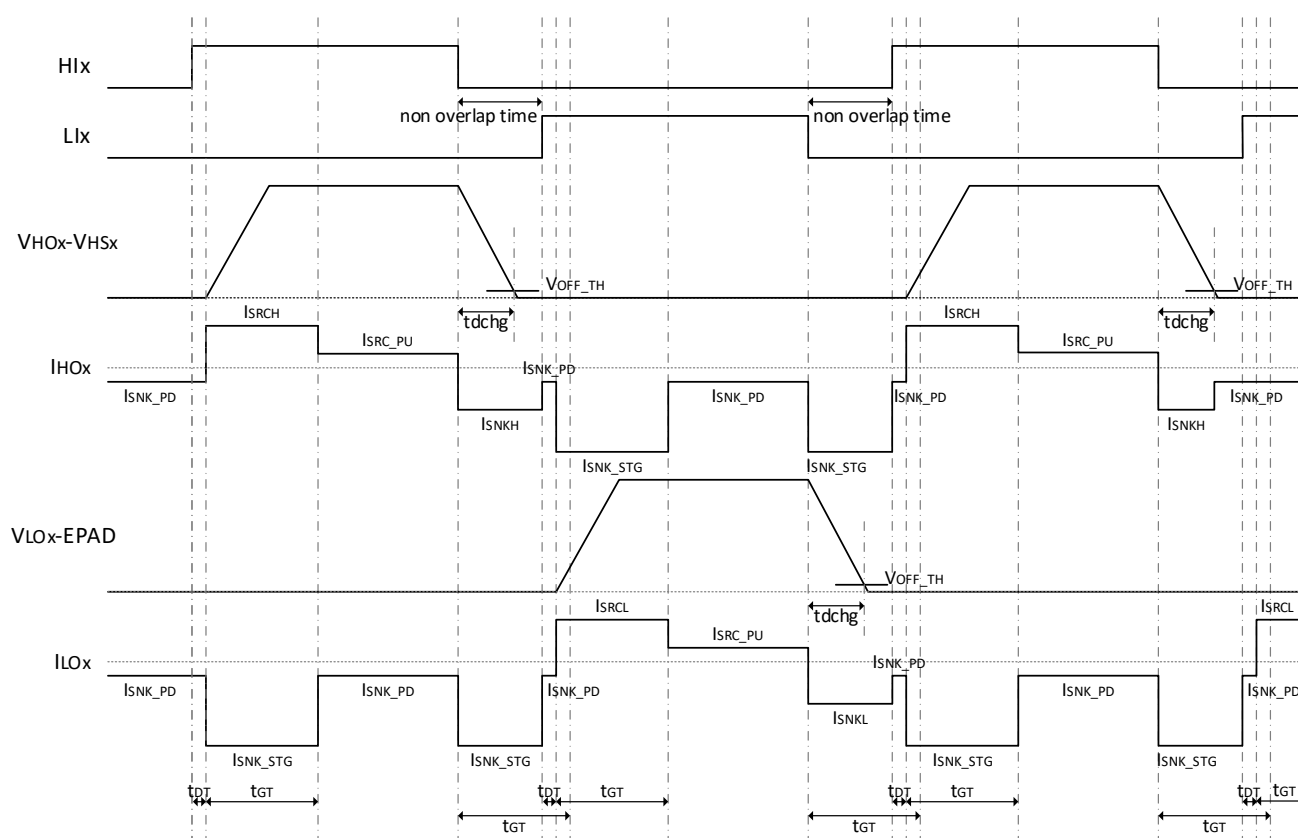 HIx
non overlap time non overlap time
LIx
VHOx-VHSx
VOFF_TH VOFF_TH
ISRCH tdchg ISRCH tdchg
ISRC_PU ISRC_PU
IHOx
ISNK_PD ISNK_PD ISNK_PD ISNK_PD ISNK_PD
ISNKH ISNKH
ISNK_STG ISNK_STG
VLOx-EPAD
VOFF_TH
ISRCL tdchg ISRCL
ISRC_PU
ILOx
ISNK_PD
ISNK_PD ISNK_PD ISNK_PD ISNK_PD ISNK_PD
ISNKL
ISNK_STG ISNK_STG ISNK_STG ISNK_STG
tDT tGT tDT tGT tDT tGT tDT tGT
tGT tGT tGT